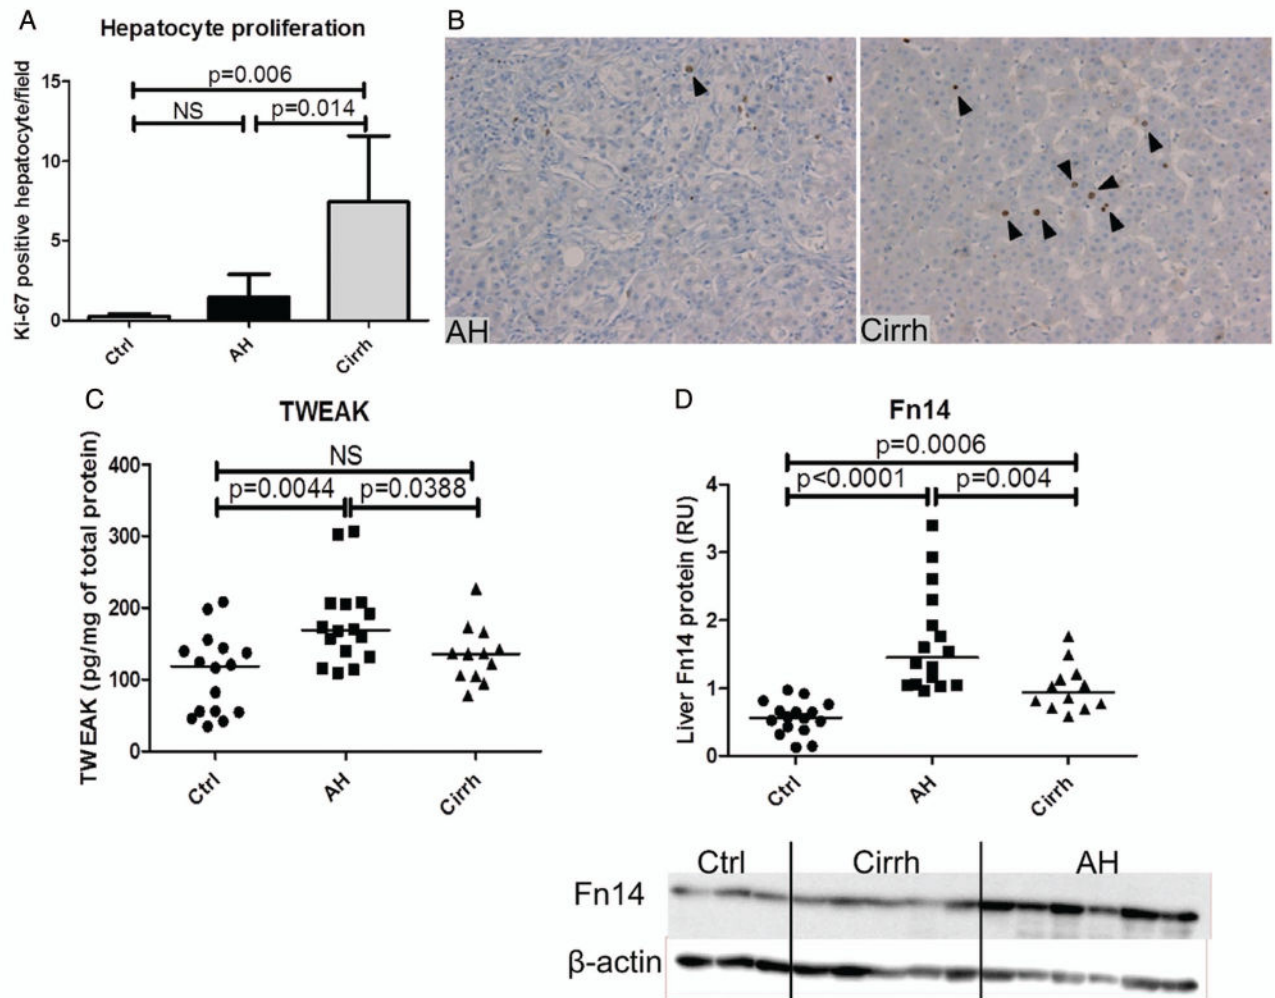 A
Hepatocyte proliferation
Ki-67 positive hepatocyte/field
15
10
5
0
p=0.006
NS
p=0.014
Ctrl
AH
Cirrh
B
AH
Cirrh
C
TWEAK
TWEAK (pg/mg of total protein)
400
300
200
100
0
NS
p=0.0044
p=0.0388
Ctrl
AH
Cirrh
D
Fn14
Liver Fn14 protein (RU)
4
3
2
1
0
p=0.0006
p<0.0001
p=0.004
Ctrl
AH
Cirrh
Ctrl
Cirrh
AH
Fn14
β-actin